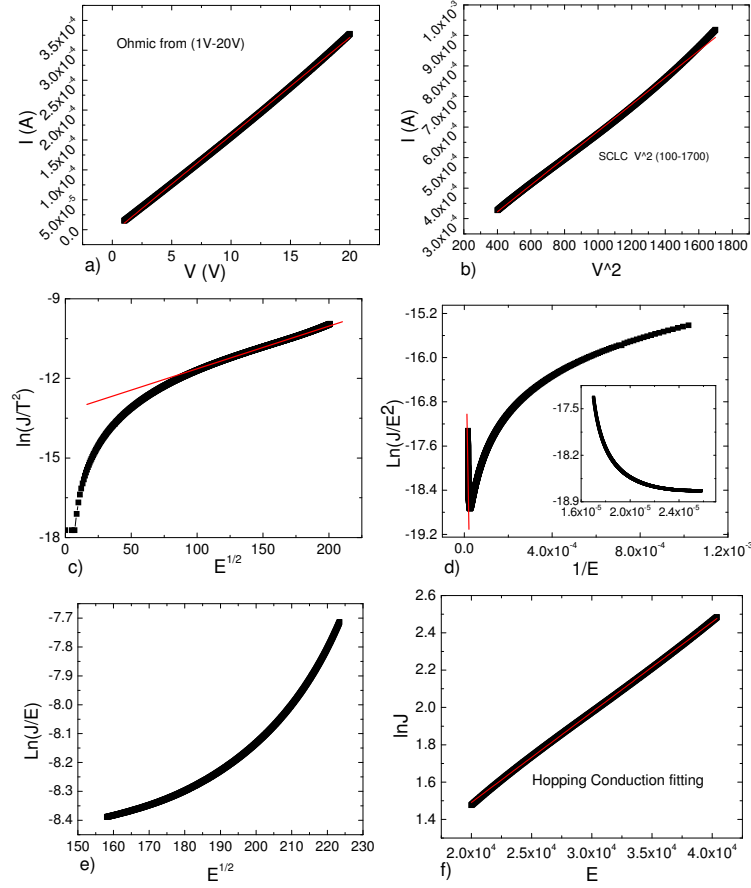 3.5x10⁻⁴
3.0x10⁻⁴
2.5x10⁻⁴
2.0x10⁻⁴
1.5x10⁻⁴
1.0x10⁻⁴
5.0x10⁻⁵
0.0
I (A)
Ohmic from (1V-20V)
0 5 10 15 20
a)
V (V)
1.0x10⁻³
9.0x10⁻⁴
8.0x10⁻⁴
7.0x10⁻⁴
6.0x10⁻⁴
5.0x10⁻⁴
4.0x10⁻⁴
3.0x10⁻⁴
I (A)
SCLC V^2 (100-1700)
200 400 600 800 1000 1200 1400 1600 1800
b)
V^2
-9
-12
-15
-18
ln(J/T²)
0 50 100 150 200
c)
E^1/2
-15.2
-16.0
-16.8
-17.6
-18.4
-19.2
Ln(J/E²)
-17.5
-18.2
-18.9
1.6x10⁻⁵ 2.0x10⁻⁵ 2.4x10⁻⁵
0.0 4.0x10⁻⁴ 8.0x10⁻⁴ 1.2x10⁻³
d)
1/E
-7.7
-7.8
-7.9
-8.0
-8.1
-8.2
-8.3
-8.4
Ln(J/E)
150 160 170 180 190 200 210 220 230
e)
E^1/2
2.6
2.4
2.2
2.0
1.8
1.6
1.4
lnJ
Hopping Conduction fitting
2.0x10⁴ 2.5x10⁴ 3.0x10⁴ 3.5x10⁴ 4.0x10⁴
f)
E